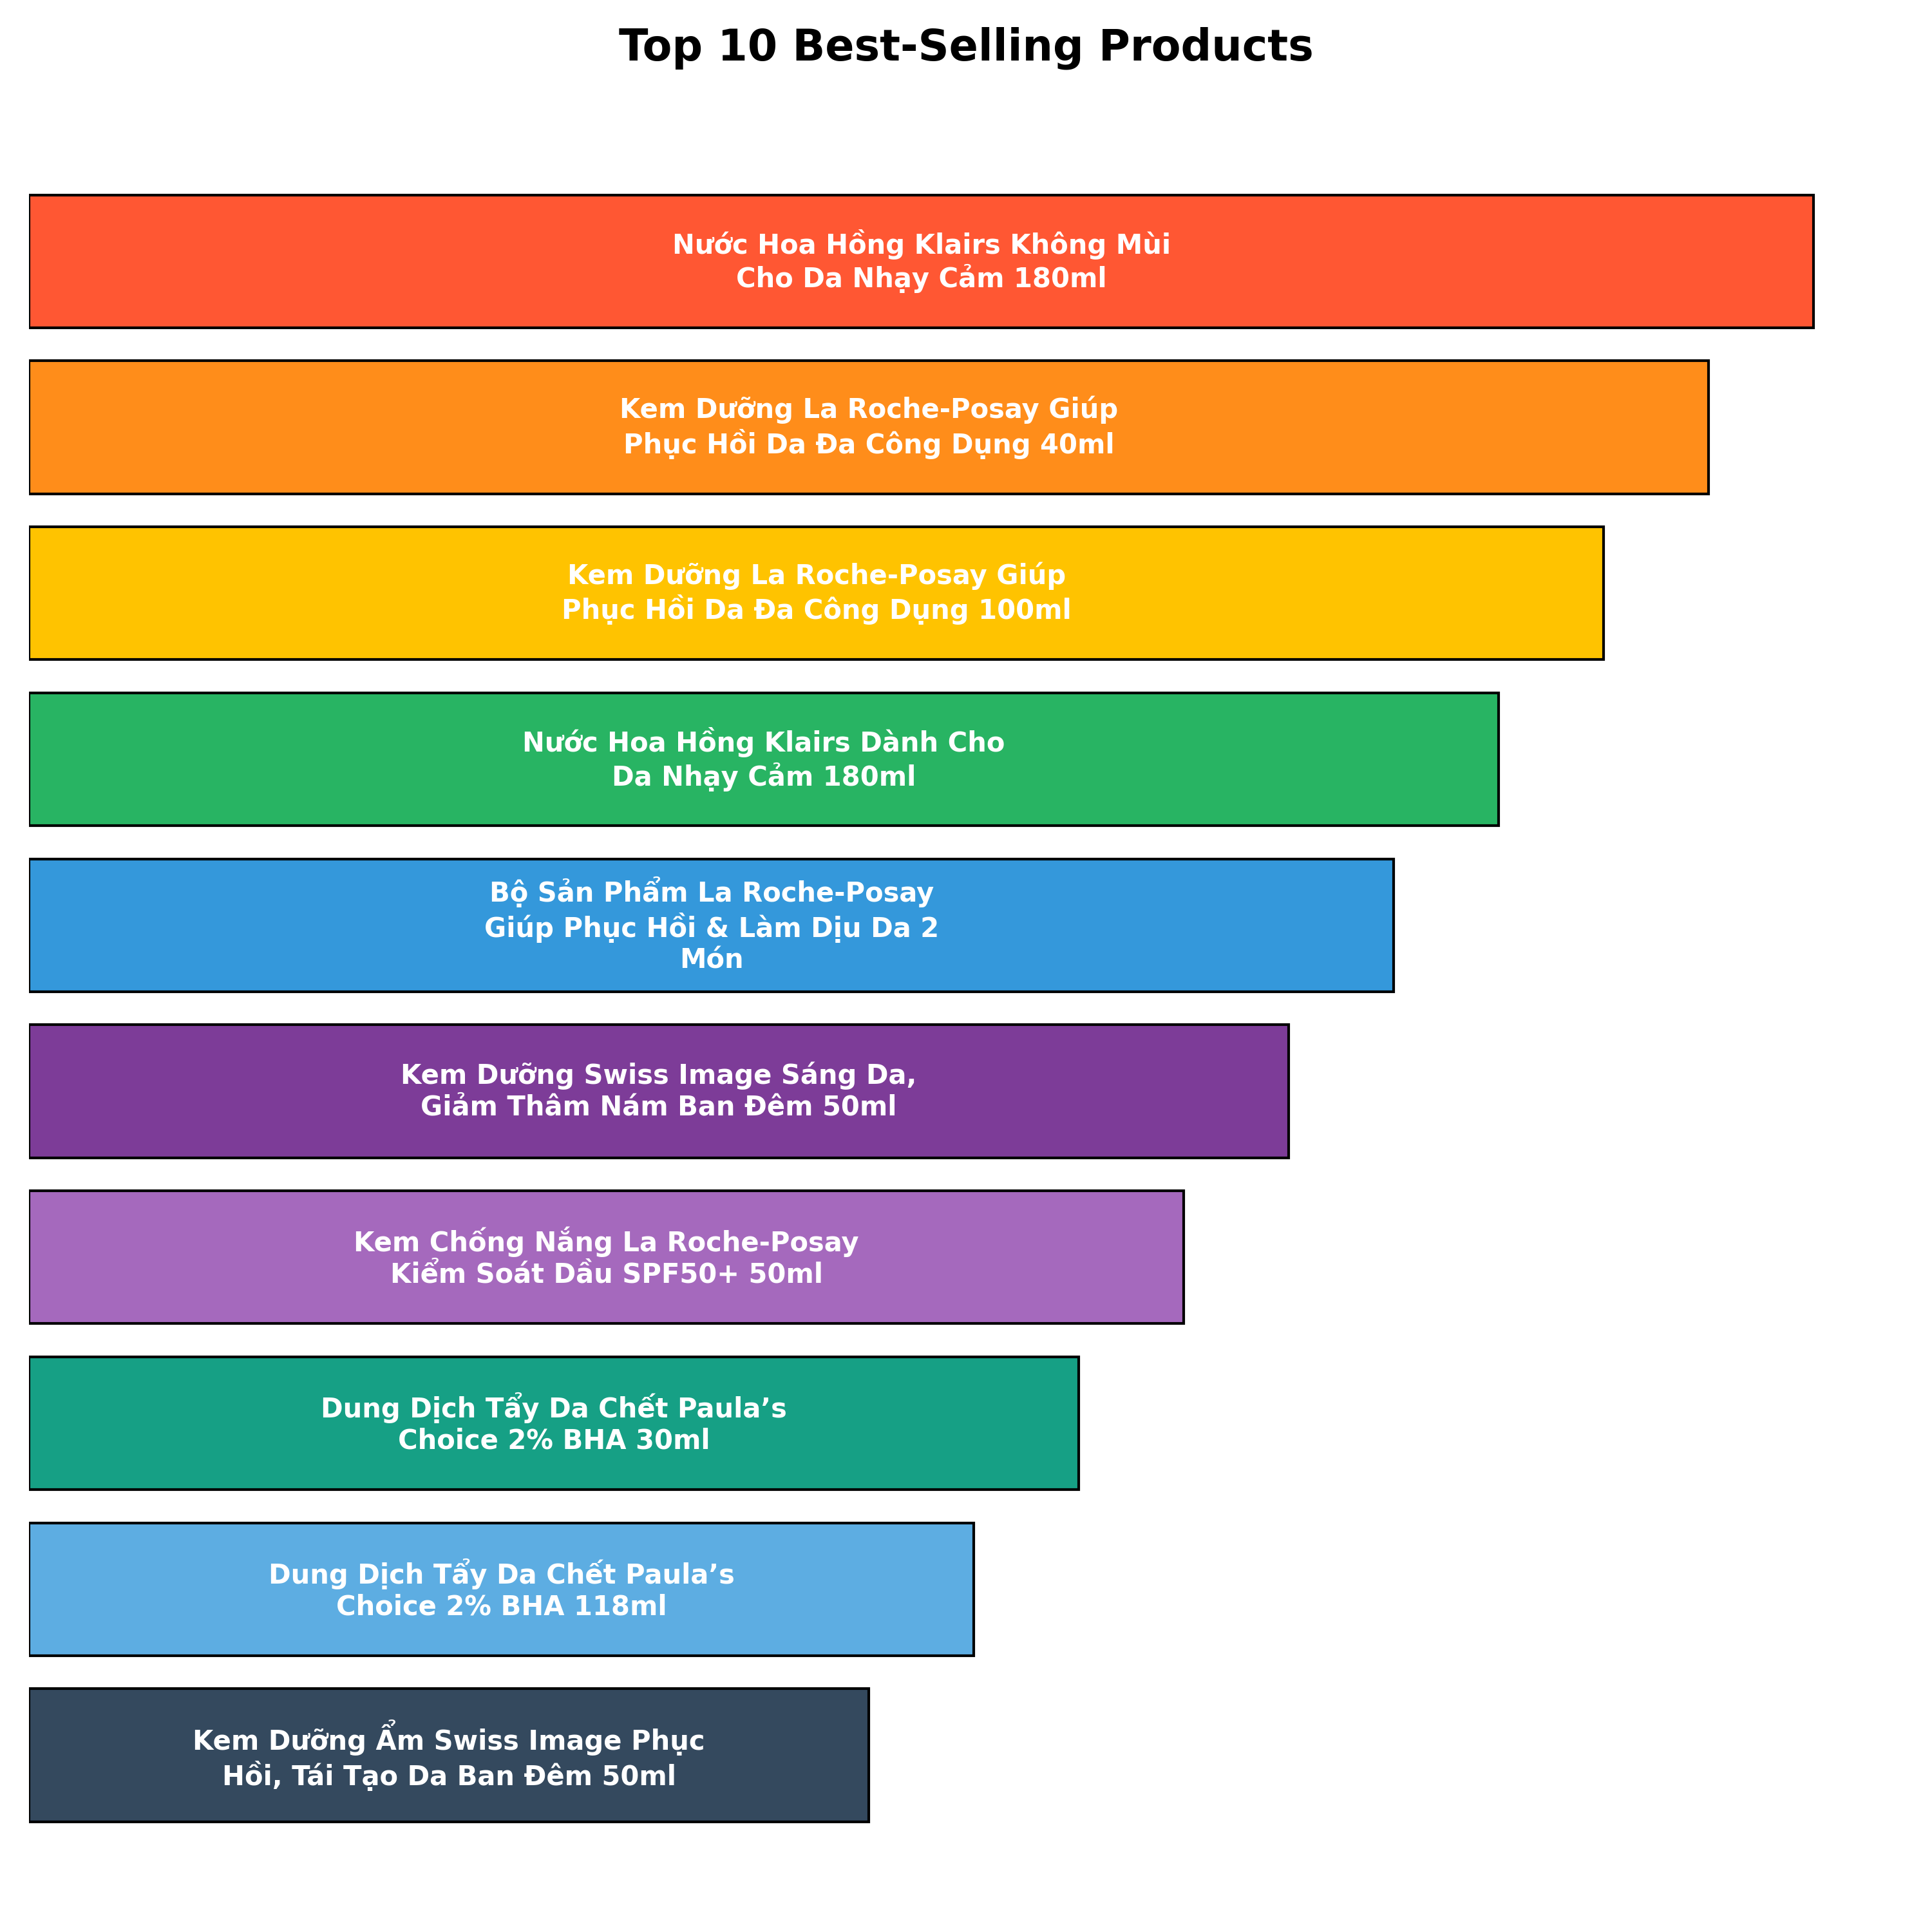 Top 10 Best-Selling Products
Nước Hoa Hồng Klairs Không Mùi
Cho Da Nhạy Cảm 180ml
Kem Dưỡng La Roche-Posay Giúp
Phục Hồi Da Đa Công Dụng 40ml
Kem Dưỡng La Roche-Posay Giúp
Phục Hồi Da Đa Công Dụng 100ml
Nước Hoa Hồng Klairs Dành Cho
Da Nhạy Cảm 180ml
Bộ Sản Phẩm La Roche-Posay
Giúp Phục Hồi & Làm Dịu Da 2
Món
Kem Dưỡng Swiss Image Sáng Da,
Giảm Thâm Nám Ban Đêm 50ml
Kem Chống Nắng La Roche-Posay
Kiểm Soát Dầu SPF50+ 50ml
Dung Dịch Tẩy Da Chết Paula’s
Choice 2% BHA 30ml
Dung Dịch Tẩy Da Chết Paula’s
Choice 2% BHA 118ml
Kem Dưỡng Ẩm Swiss Image Phục
Hồi, Tái Tạo Da Ban Đêm 50ml